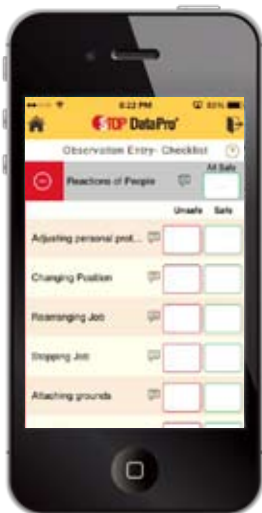 8:22 PM
STOP DataPro®
Observation Entry- Checklist ?
All Safe
Reactions of People
Unsafe Safe
Adjusting personal prot...
Changing Position
Rearranging Job
Stopping Job
Attaching grounds